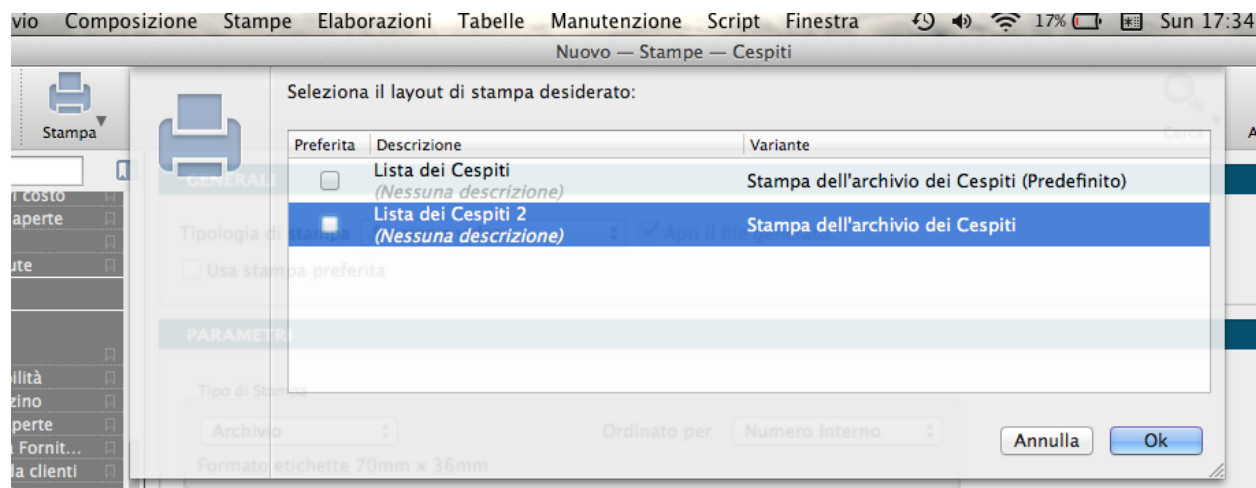 vio Composizione Stampe Elaborazioni Tabelle Manutenzione Script Finestra 17% Sun 17:34
Nuovo — Stampe — Cespiti
Stampa
Seleziona il layout di stampa desiderato:
Cerca
Preferita Descrizione Variante
Lista dei Cespiti
(Nessuna descrizione)
Stampa dell'archivio dei Cespiti (Predefinito)
Lista dei Cespiti 2
(Nessuna descrizione)
Stampa dell'archivio dei Cespiti
GENERALI
Tipologia di stampa
Apri il file generato
Usa stampa preferita
PARAMETRI
Tipo di Stampa
Archivio
Ordinato per Numero Interno
Formato etichette 70mm x 36mm
Annulla Ok
i costo
aperte
ute
ilità
zino
perte
a Fornit...
da clienti